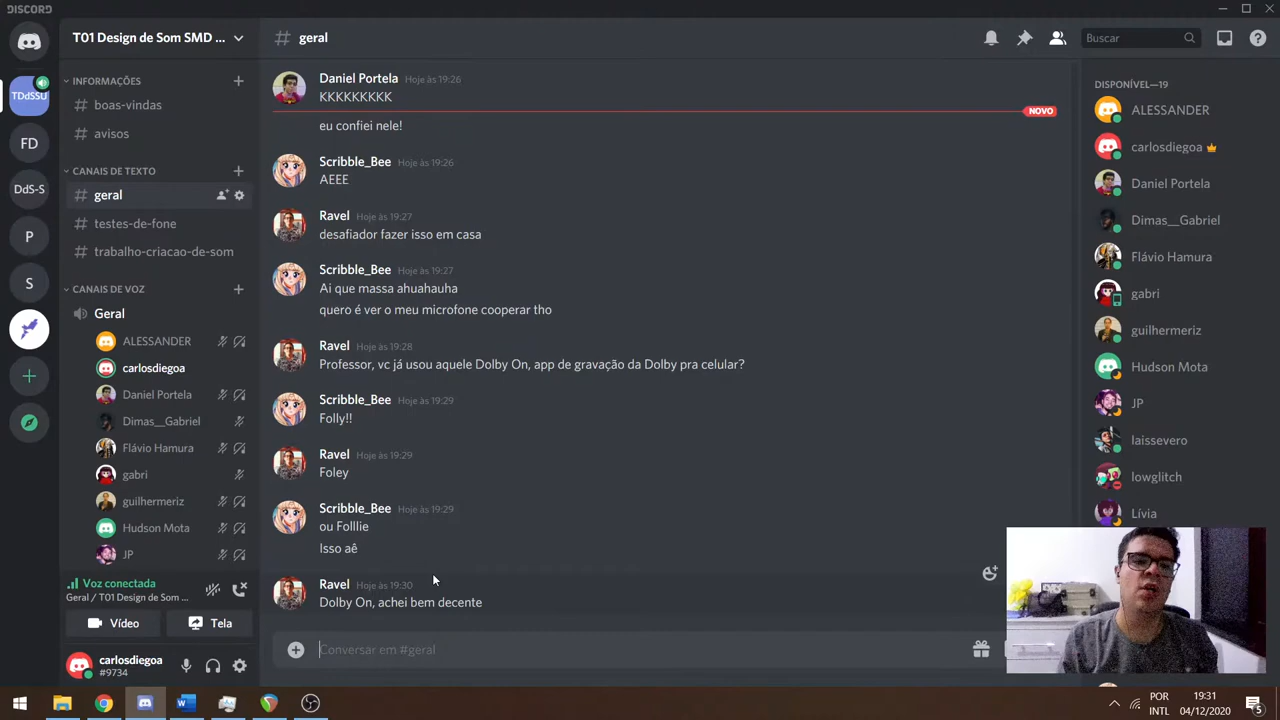 DISCORD
T01 Design de Som SMD ...
geral
Buscar
TDdSSU
FD
DdS-S
P
S
INFORMAÇÕES
boas-vindas
avisos
CANAIS DE TEXTO
geral
testes-de-fone
trabalho-criacao-de-som
CANAIS DE VOZ
Geral
ALESSANDER
carlosdiegoa
Daniel Portela
Dimas__Gabriel
Flávio Hamura
gabri
guilhermeriz
Hudson Mota
JP
Voz conectada
Geral / T01 Design de Som ...
Vídeo
Tela
carlosdiegoa
#9734
Daniel Portela Hoje às 19:26
KKKKKKKKK
NOVO
eu confiei nele!
Scribble_Bee Hoje às 19:26
AEEE
Ravel Hoje às 19:27
desafiador fazer isso em casa
Scribble_Bee Hoje às 19:27
Ai que massa ahuahauha
quero é ver o meu microfone cooperar tho
Ravel Hoje às 19:28
Professor, vc já usou aquele Dolby On, app de gravação da Dolby pra celular?
Scribble_Bee Hoje às 19:29
Folly!!
Ravel Hoje às 19:29
Foley
Scribble_Bee Hoje às 19:29
ou Folllie
Isso aê
Ravel Hoje às 19:30
Dolby On, achei bem decente
Conversar em #geral
DISPONÍVEL—19
ALESSANDER
carlosdiegoa
Daniel Portela
Dimas__Gabriel
Flávio Hamura
gabri
guilhermeriz
Hudson Mota
JP
laissevero
lowglitch
Lívia
POR
INTL
19:31
04/12/2020
5